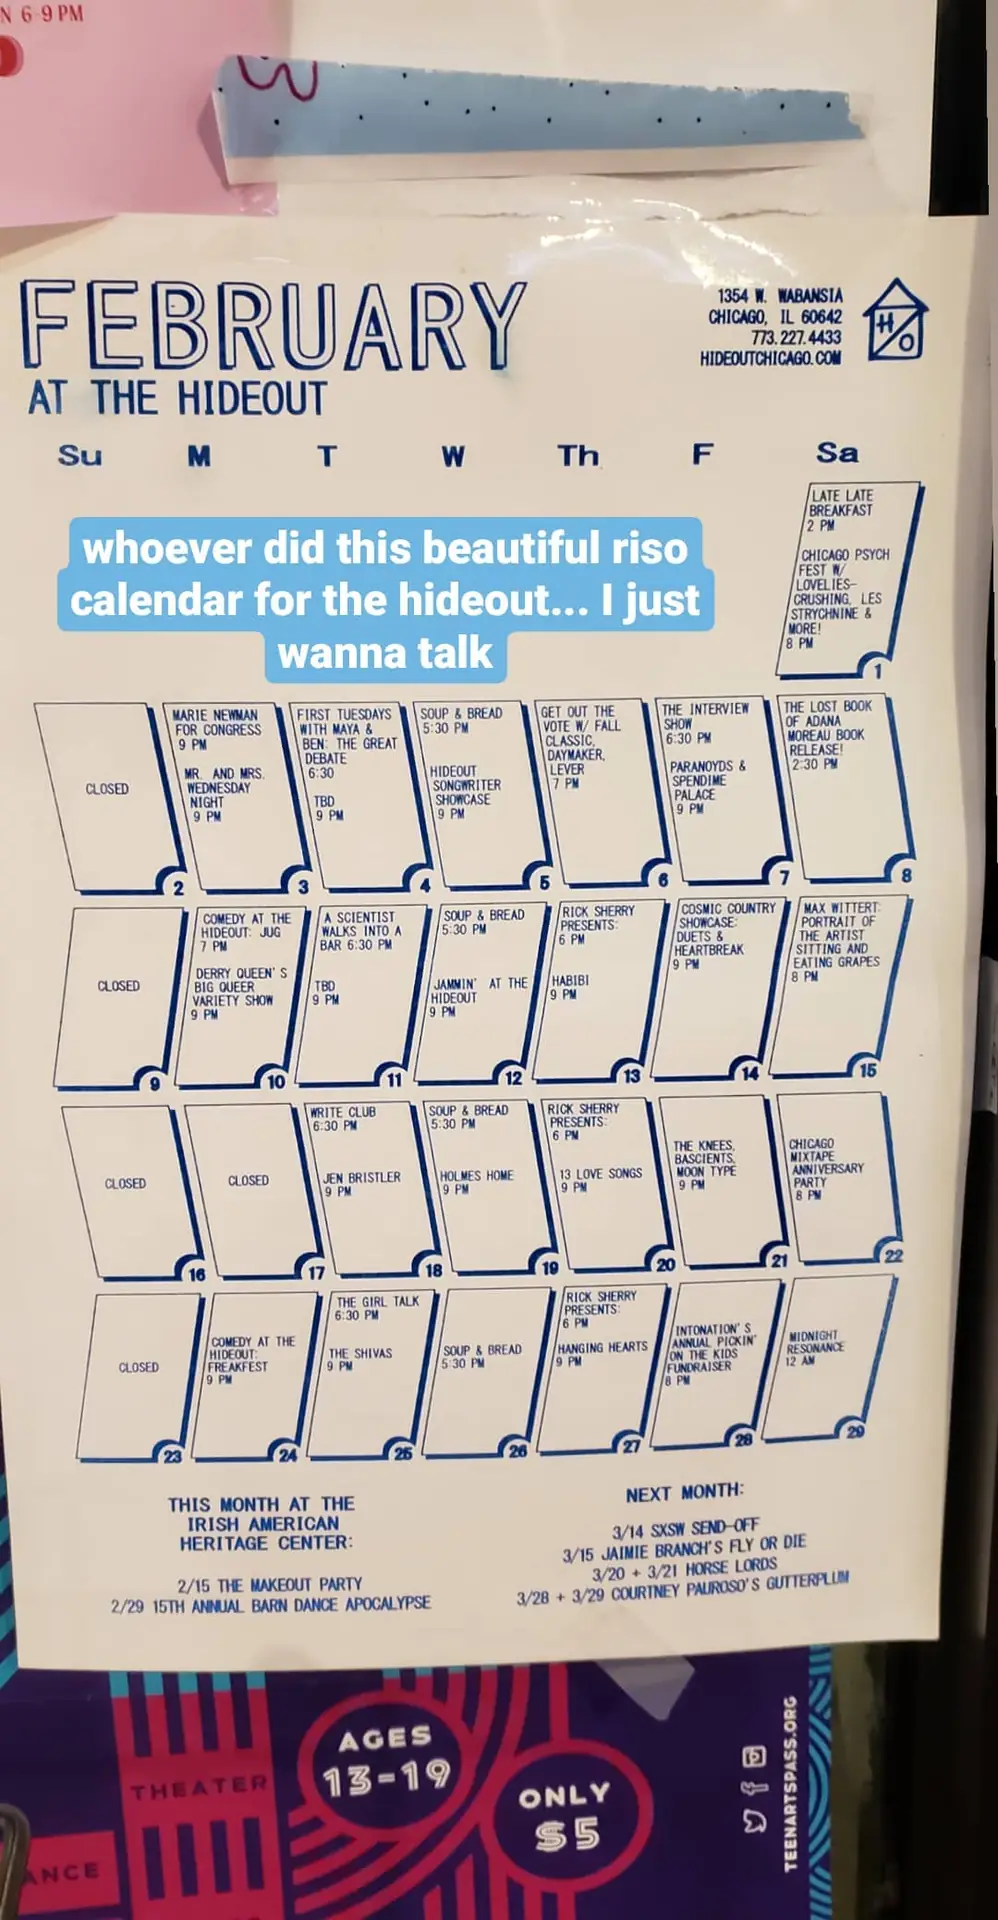 N 6-9 PM
FEBRUARY
AT THE HIDEOUT
1354 W. WABANSIA
CHICAGO, IL 60642
773.227.4433
HIDEOUTCHICAGO.COM
H/O
Su M T W Th F Sa
whoever did this beautiful riso
calendar for the hideout... I just
wanna talk
LATE LATE
BREAKFAST
2 PM
CHICAGO PSYCH
FEST W/
LOVELIES-
CRUSHING, LES
STRYCHNINE &
MORE!
8 PM
1
CLOSED
2
MARIE NEWMAN
FOR CONGRESS
9 PM
MR. AND MRS.
WEDNESDAY
NIGHT
9 PM
3
FIRST TUESDAYS
WITH MAYA &
BEN: THE GREAT
DEBATE
6:30
TBD
9 PM
4
SOUP & BREAD
5:30 PM
HIDEOUT
SONGWRITER
SHOWCASE
9 PM
5
GET OUT THE
VOTE W/ FALL
CLASSIC,
DAYMAKER,
LEVER
7 PM
6
THE INTERVIEW
SHOW
6:30 PM
PARANOYDS &
SPENDIME
PALACE
9 PM
7
THE LOST BOOK
OF ADANA
MOREAU BOOK
RELEASE!
2:30 PM
8
CLOSED
9
COMEDY AT THE
HIDEOUT: JUG
7 PM
DERRY QUEEN'S
BIG QUEER
VARIETY SHOW
9 PM
10
A SCIENTIST
WALKS INTO A
BAR 6:30 PM
TBD
9 PM
11
SOUP & BREAD
5:30 PM
JAMMIN' AT THE
HIDEOUT
9 PM
12
RICK SHERRY
PRESENTS:
6 PM
HABIBI
9 PM
13
COSMIC COUNTRY
SHOWCASE:
DUETS &
HEARTBREAK
9 PM
14
MAX WITTERT:
PORTRAIT OF
THE ARTIST
SITTING AND
EATING GRAPES
8 PM
15
CLOSED
16
CLOSED
17
WRITE CLUB
6:30 PM
JEN BRISTLER
9 PM
18
SOUP & BREAD
5:30 PM
HOLMES HOME
9 PM
19
RICK SHERRY
PRESENTS:
6 PM
13 LOVE SONGS
9 PM
20
THE KNEES,
BASCIENTS,
MOON TYPE
9 PM
21
CHICAGO
MIXTAPE
ANNIVERSARY
PARTY
8 PM
22
CLOSED
23
COMEDY AT THE
HIDEOUT:
FREAKFEST
9 PM
24
THE GIRL TALK
6:30 PM
THE SHIVAS
9 PM
25
SOUP & BREAD
5:30 PM
26
RICK SHERRY
PRESENTS:
6 PM
HANGING HEARTS
9 PM
27
INTONATION'S
ANNUAL PICKIN'
ON THE KIDS
FUNDRAISER
8 PM
28
MIDNIGHT
RESONANCE
12 AM
29
THIS MONTH AT THE
IRISH AMERICAN
HERITAGE CENTER:
2/15 THE MAKEOUT PARTY
2/29 15TH ANNUAL BARN DANCE APOCALYPSE
NEXT MONTH:
3/14 SXSW SEND-OFF
3/15 JAIMIE BRANCH'S FLY OR DIE
3/20 + 3/21 HORSE LORDS
3/28 + 3/29 COURTNEY PAUROSO'S GUTTERPLUM
THEATER
ANCE
AGES
13-19
ONLY
$5
TEENARTSPASS.ORG